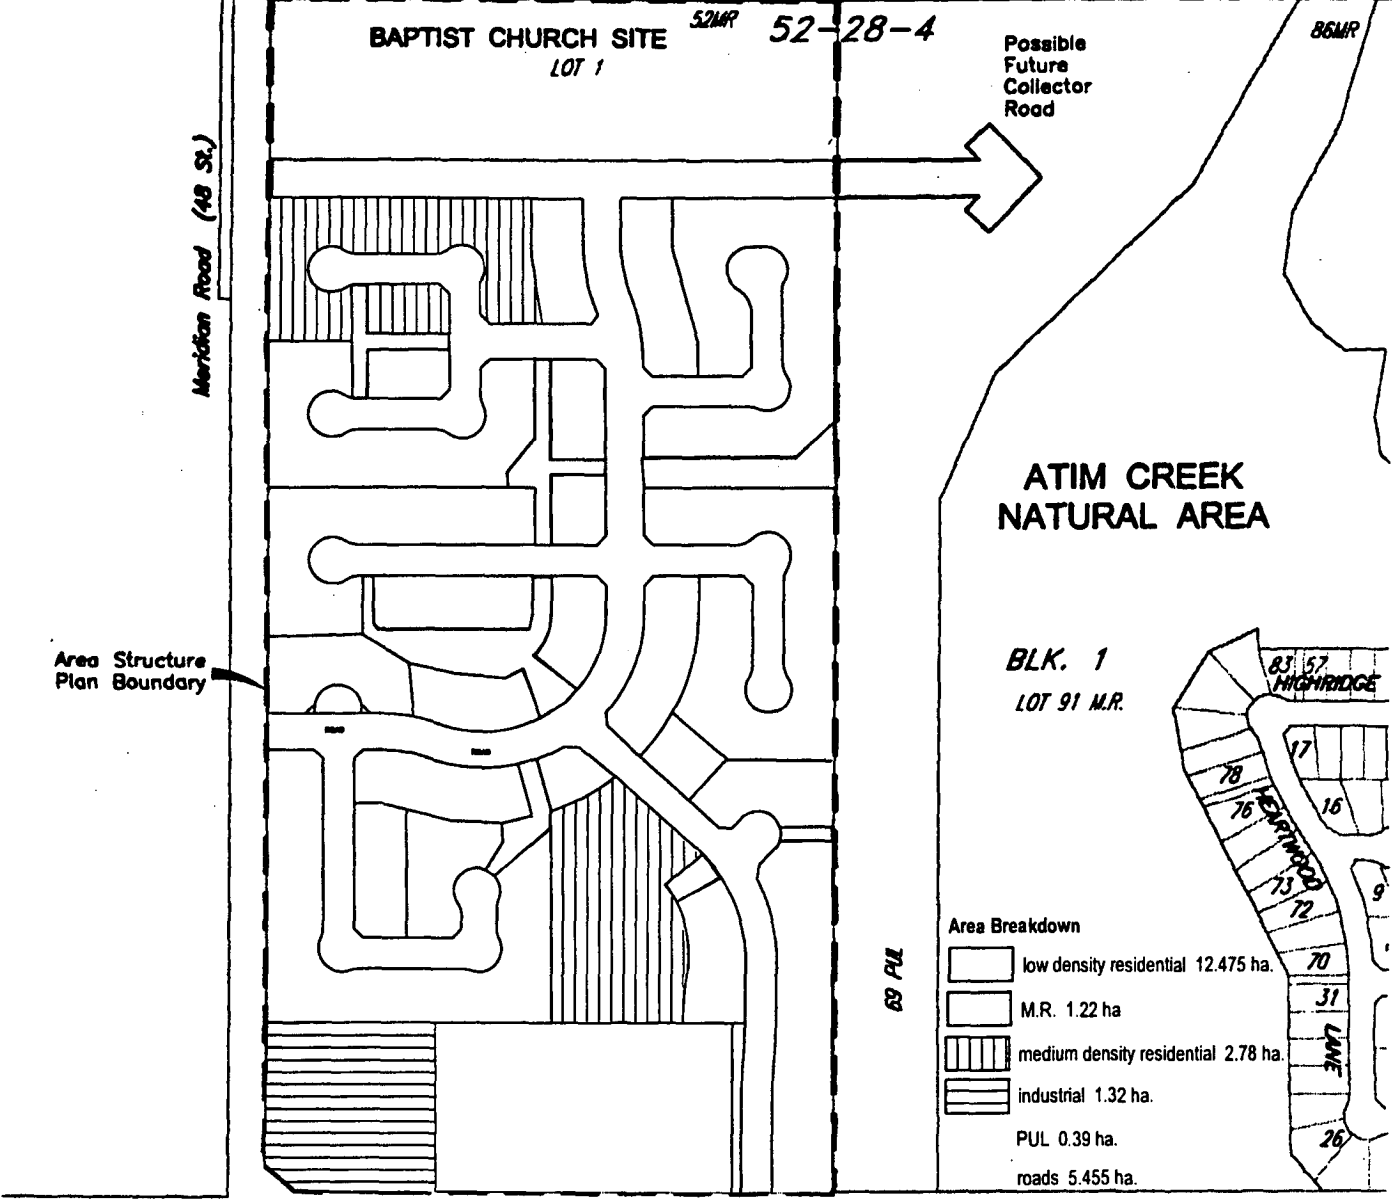 BAPTIST CHURCH SITE
LOT 1
52MR
52-28-4
Possible
Future
Collector
Road
86MR
Meridian Road (48 St.)
ATIM CREEK
NATURAL AREA
Area Structure
Plan Boundary
BLK. 1
LOT 91 M.R.
83 57
HIGHRIDGE
ROAD
ROAD
17
78
16
76
HEARTWOOD
73
9
72
70
31
LANE
26
69 PUL
Area Breakdown
low density residential 12.475 ha.
M.R. 1.22 ha
medium density residential 2.78 ha.
industrial 1.32 ha.
PUL 0.39 ha.
roads 5.455 ha.